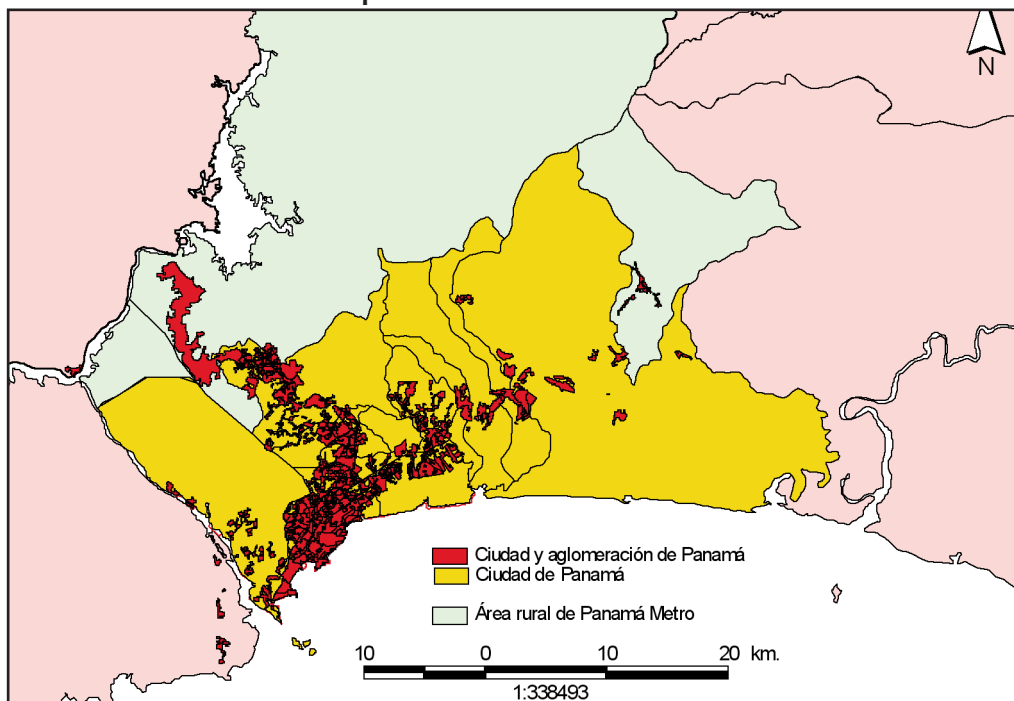 N
Ciudad y aglomeración de Panamá
Ciudad de Panamá
Área rural de Panamá Metro
10 0 10 20 km.
1:338493